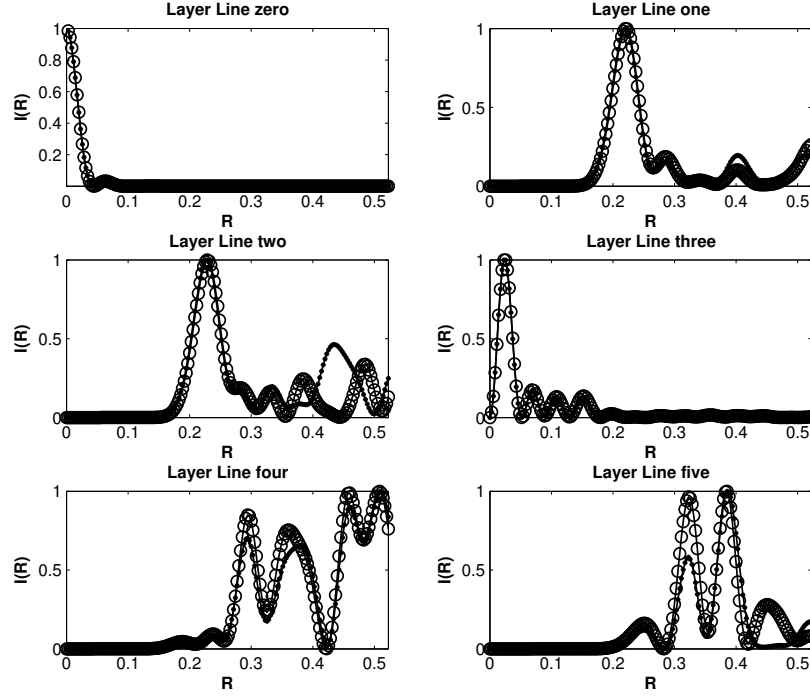 Layer Line zero
1
0.8
0.6
0.4
0.2
I(R)
0 0.1 0.2 0.3 0.4 0.5
R
Layer Line one
1
0.5
0
I(R)
0 0.1 0.2 0.3 0.4 0.5
R
Layer Line two
1
0.5
0
I(R)
0 0.1 0.2 0.3 0.4 0.5
R
Layer Line three
1
0.5
0
I(R)
0 0.1 0.2 0.3 0.4 0.5
R
Layer Line four
1
0.5
0
I(R)
0 0.1 0.2 0.3 0.4 0.5
R
Layer Line five
1
0.5
0
I(R)
0 0.1 0.2 0.3 0.4 0.5
R